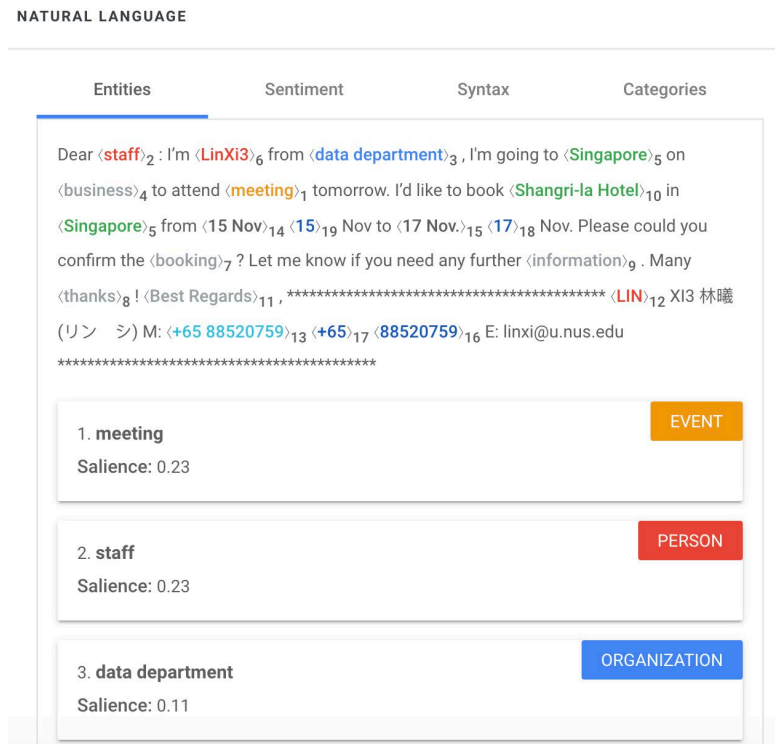 NATURAL LANGUAGE
Entities Sentiment Syntax Categories
Dear ⟨staff⟩2 : I’m ⟨LinXi3⟩6 from ⟨data department⟩3 , I'm going to ⟨Singapore⟩5 on
⟨business⟩4 to attend ⟨meeting⟩1 tomorrow. I’d like to book ⟨Shangri-la Hotel⟩10 in
⟨Singapore⟩5 from ⟨15 Nov⟩14 ⟨15⟩19 Nov to ⟨17 Nov.⟩15 ⟨17⟩18 Nov. Please could you
confirm the ⟨booking⟩7 ? Let me know if you need any further ⟨information⟩9 . Many
⟨thanks⟩8 ! ⟨Best Regards⟩11 , ******************************************* ⟨LIN⟩12 XI3 林曦
(リン　シ) M: ⟨+65 88520759⟩13 ⟨+65⟩17 ⟨88520759⟩16 E: linxi@u.nus.edu
*******************************************
EVENT
1. meeting
Salience: 0.23
PERSON
2. staff
Salience: 0.23
ORGANIZATION
3. data department
Salience: 0.11